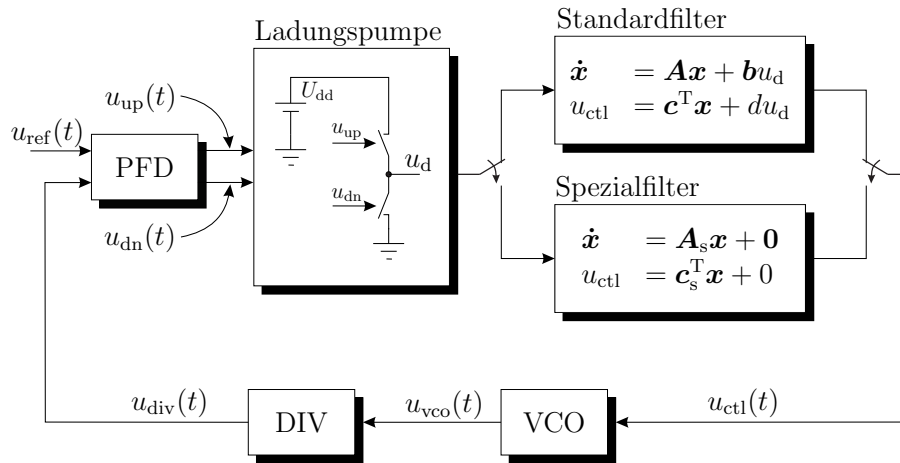 Standardfilter
Ladungspumpe
ẋ = Ax + bu_d
u_ctl = c^T x + du_d
U_dd
u_up(t)
u_ref(t)
u_up
PFD
u_d
u_dn
u_dn(t)
Spezialfilter
ẋ = A_s x + 0
u_ctl = c_s^T x + 0
u_div(t)
DIV
u_vco(t)
VCO
u_ctl(t)